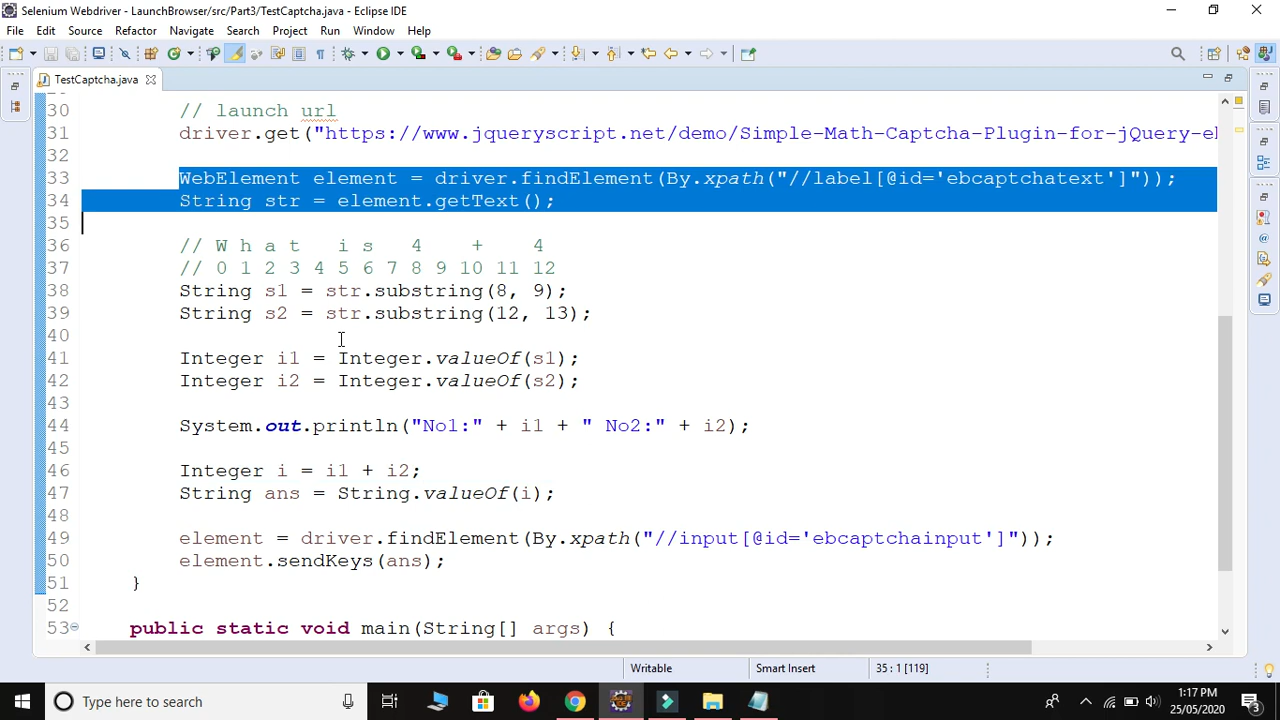 Selenium Webdriver - LaunchBrowser/src/Part3/TestCaptcha.java - Eclipse IDE
File Edit Source Refactor Navigate Search Project Run Window Help
TestCaptcha.java
30 // launch url
31 driver.get("https://www.jqueryscript.net/demo/Simple-Math-Captcha-Plugin-for-jQuery-e
32
33 WebElement element = driver.findElement(By.xpath("//label[@id='ebcaptchatext']"));
34 String str = element.getText();
35
36 // W h a t i s 4 + 4
37 // 0 1 2 3 4 5 6 7 8 9 10 11 12
38 String s1 = str.substring(8, 9);
39 String s2 = str.substring(12, 13);
40
41 Integer i1 = Integer.valueOf(s1);
42 Integer i2 = Integer.valueOf(s2);
43
44 System.out.println("No1:" + i1 + " No2:" + i2);
45
46 Integer i = i1 + i2;
47 String ans = String.valueOf(i);
48
49 element = driver.findElement(By.xpath("//input[@id='ebcaptchainput']"));
50 element.sendKeys(ans);
51 }
52
53 public static void main(String[] args) {
Writable Smart Insert 35 : 1 [119]
Type here to search
1:17 PM
25/05/2020
3